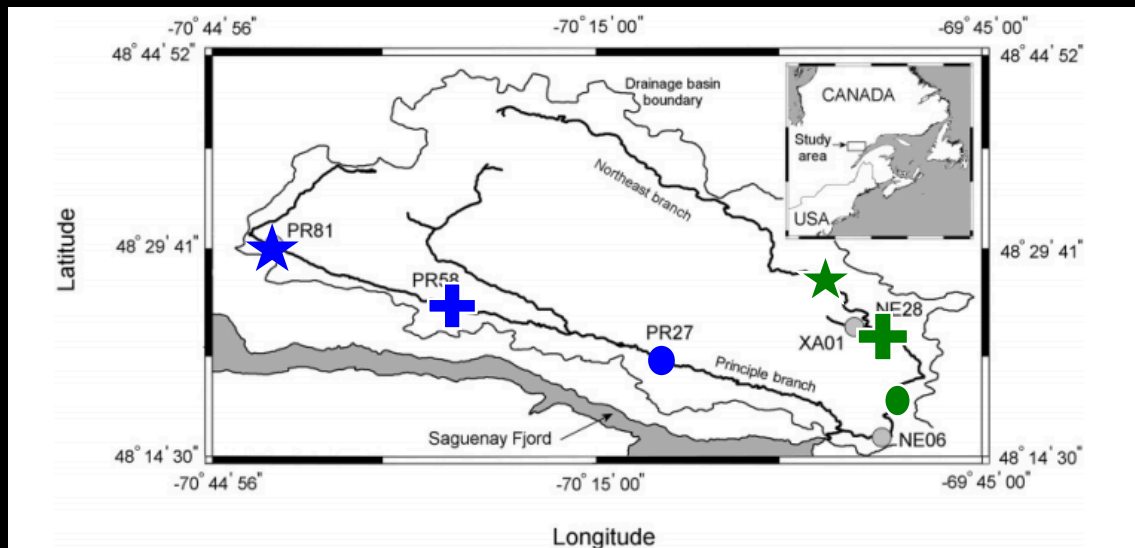 -70° 44' 56"
-70° 15' 00"
-69° 45' 00"
48° 44' 52"
48° 44' 52"
Drainage basin
boundary
CANADA
Study
area
USA
Northeast branch
PR81
48° 29' 41"
48° 29' 41"
Latitude
PR58
NE28
XA01
PR27
Principle branch
Saguenay Fjord
NE06
48° 14' 30"
48° 14' 30"
-70° 44' 56"
-70° 15' 00"
-69° 45' 00"
Longitude